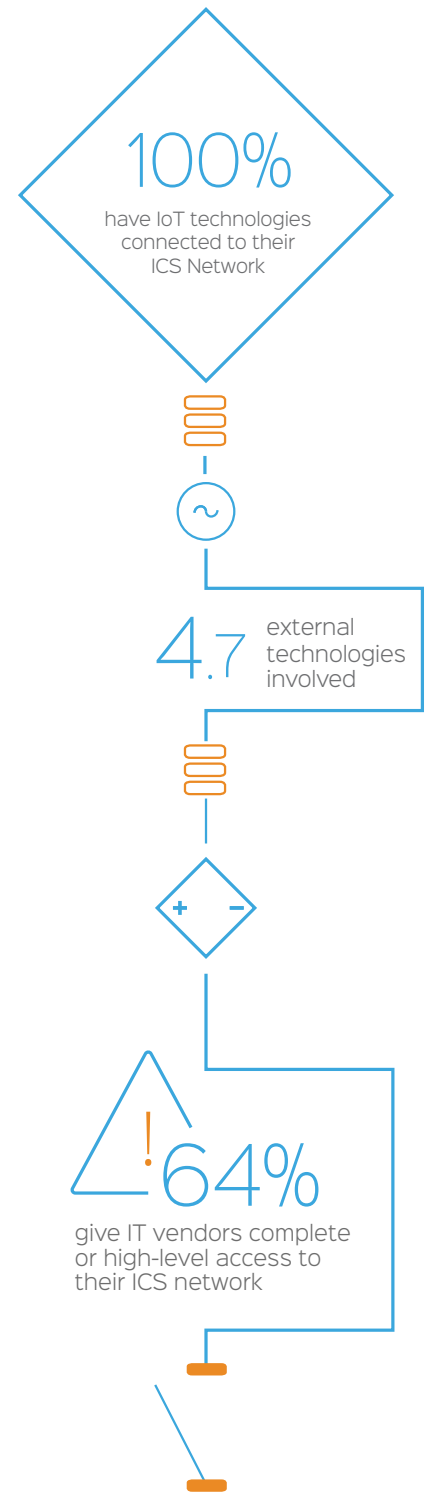 100%
have IoT technologies
connected to their
ICS Network
4.7
external
technologies
involved
!
64%
give IT vendors complete
or high-level access to
their ICS network